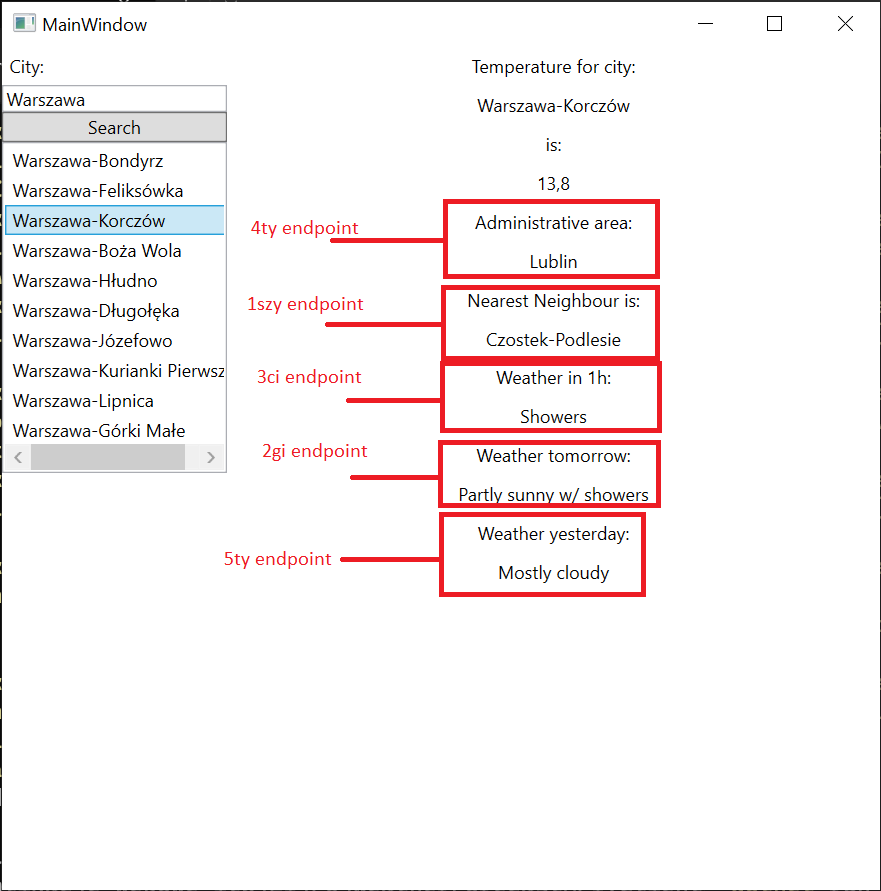 MainWindow
City:
Warszawa
Search
Warszawa-Bondyrz
Warszawa-Feliksówka
Warszawa-Korczów
Warszawa-Boża Wola
Warszawa-Hłudno
Warszawa-Długołęka
Warszawa-Józefowo
Warszawa-Kurianki Pierwsz
Warszawa-Lipnica
Warszawa-Górki Małe
Temperature for city:
Warszawa-Korczów
is:
13,8
4ty endpoint
Administrative area:
Lublin
1szy endpoint
Nearest Neighbour is:
Czostek-Podlesie
3ci endpoint
Weather in 1h:
Showers
2gi endpoint
Weather tomorrow:
Partly sunny w/ showers
5ty endpoint
Weather yesterday:
Mostly cloudy